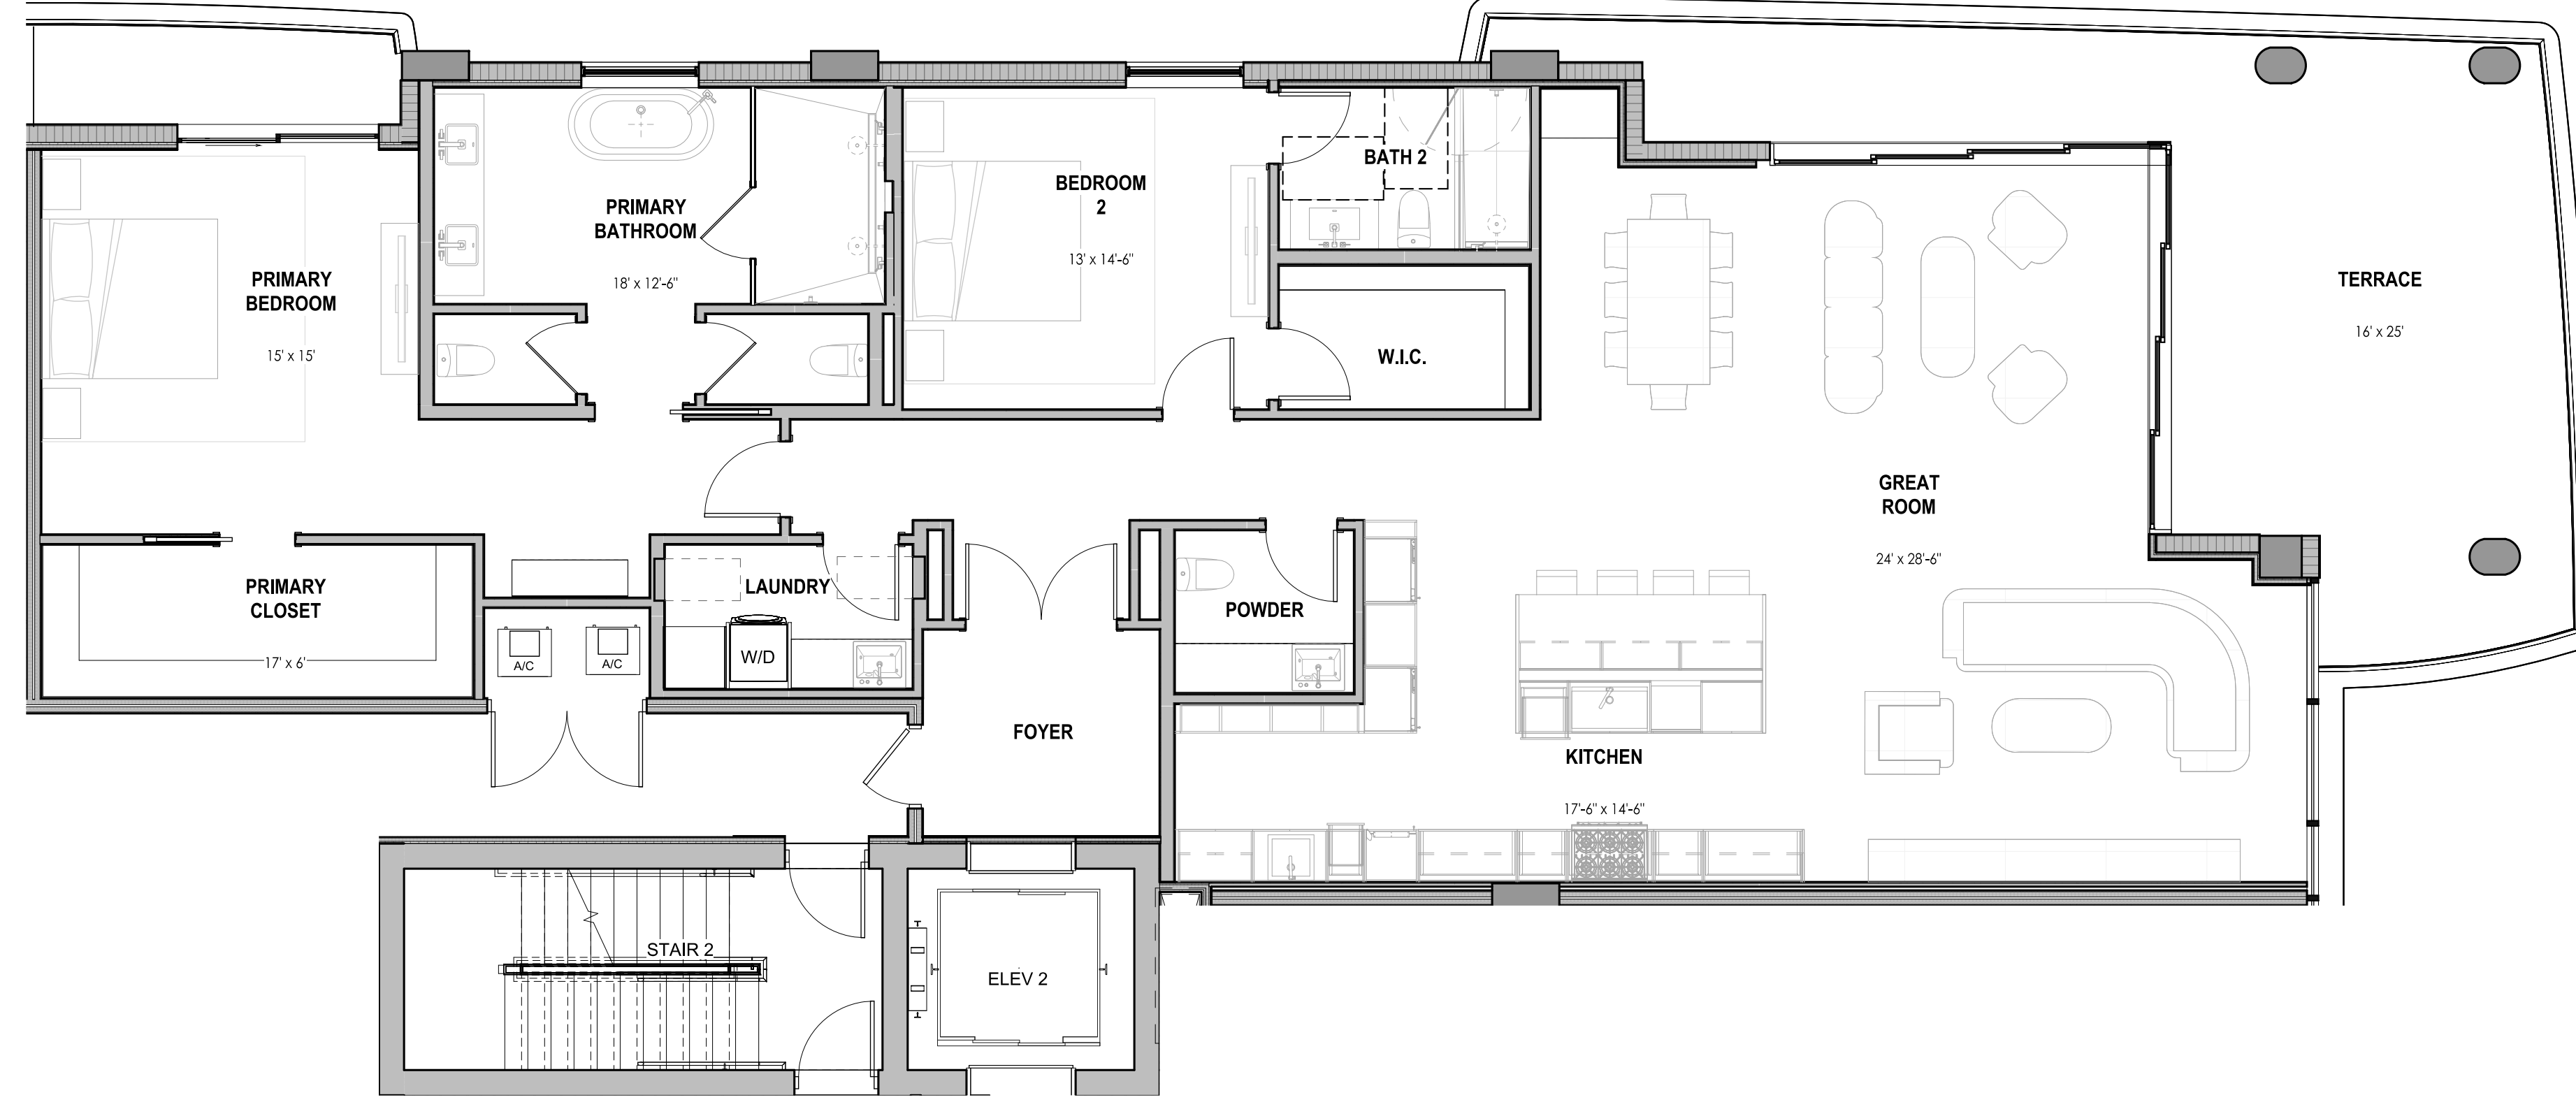 PRIMARY
BEDROOM
15' x 15'
PRIMARY
BATHROOM
18' x 12'-6"
BEDROOM
2
13' x 14'-6"
BATH 2
W.I.C.
TERRACE
16' x 25'
GREAT
ROOM
24' x 28'-6"
PRIMARY
CLOSET
17' x 6'
A/C
A/C
LAUNDRY
W/D
POWDER
FOYER
KITCHEN
17'-6" x 14'-6"
STAIR 2
ELEV 2